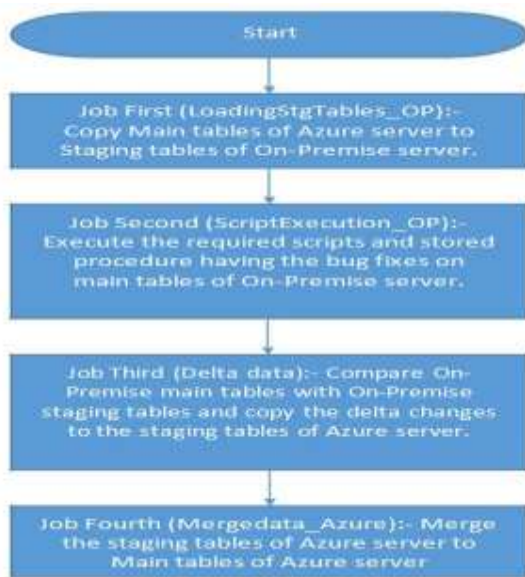 Start
Job First (LoadingStgTables_OP):-
Copy Main tables of Azure server to
Staging tables of On-Premise server.
Job Second (ScriptExecution_OP):-
Execute the required scripts and stored
procedure having the bug fixes on
main tables of On-Premise server.
Job Third (Delta data):- Compare On-
Premise main tables with On-Premise
staging tables and copy the delta changes
to the staging tables of Azure server.
Job Fourth (Mergedata_Azure):- Merge
the staging tables of Azure server to
Main tables of Azure server